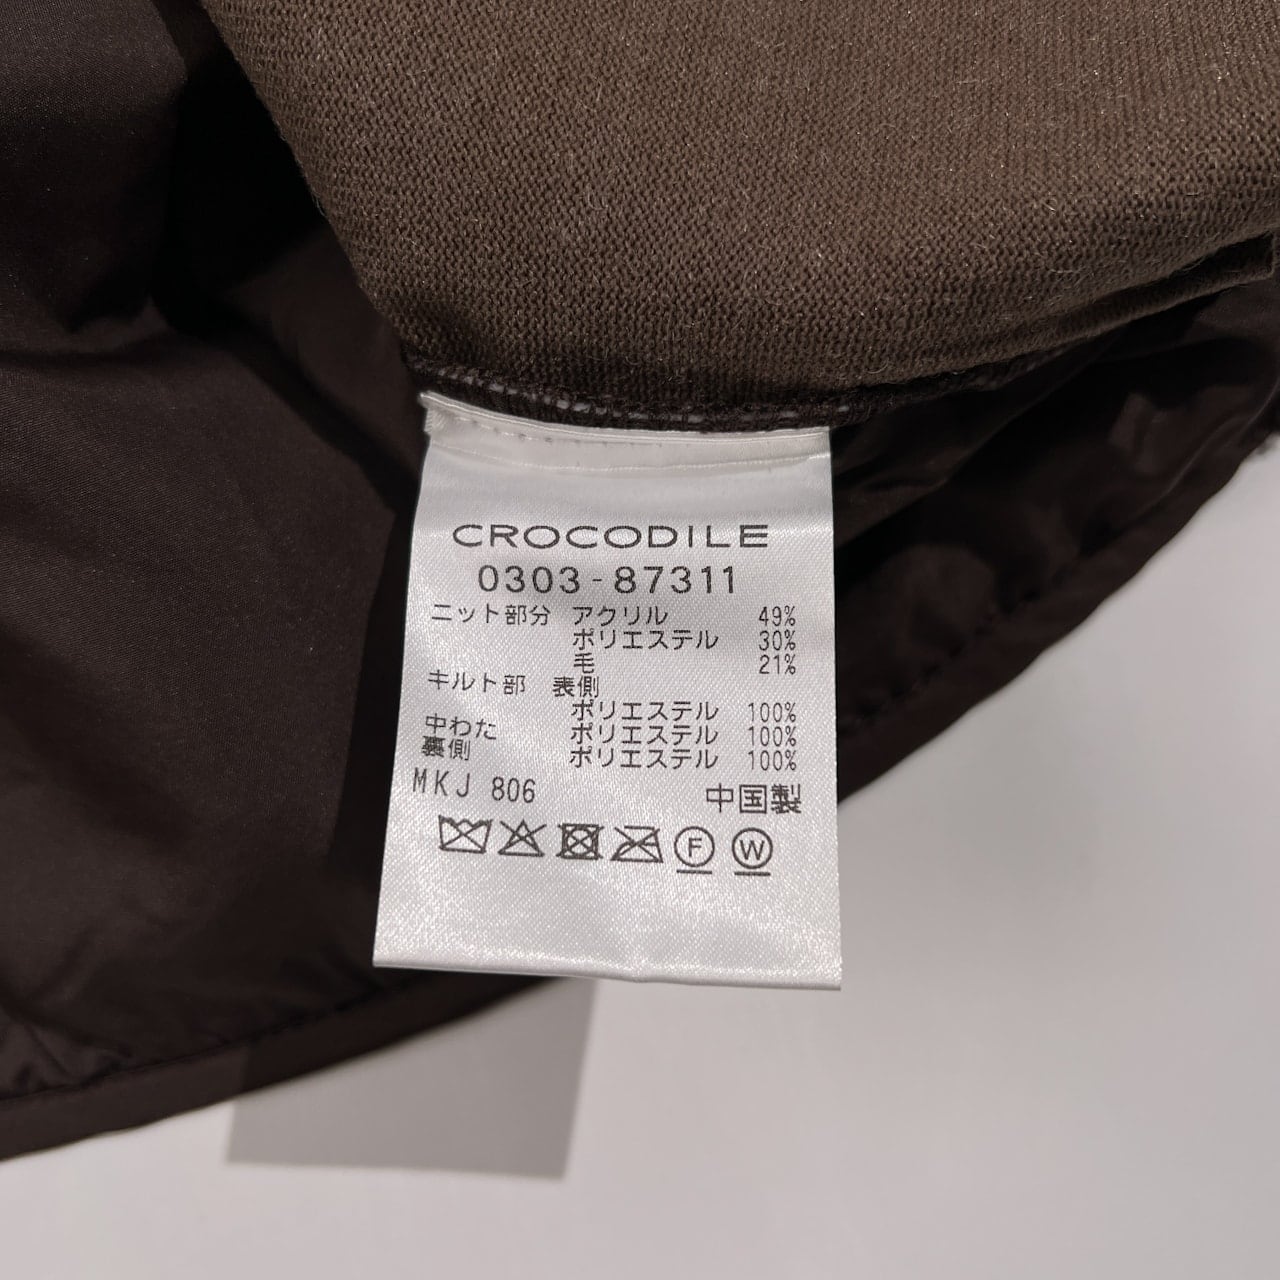 CROCODILE
0303-87311
ニット部分 アクリル 49%
ポリエステル 30%
毛 21%
キルト部 表側
ポリエステル 100%
中わた ポリエステル 100%
裏側 ポリエステル 100%
MKJ 806 中国製
F W